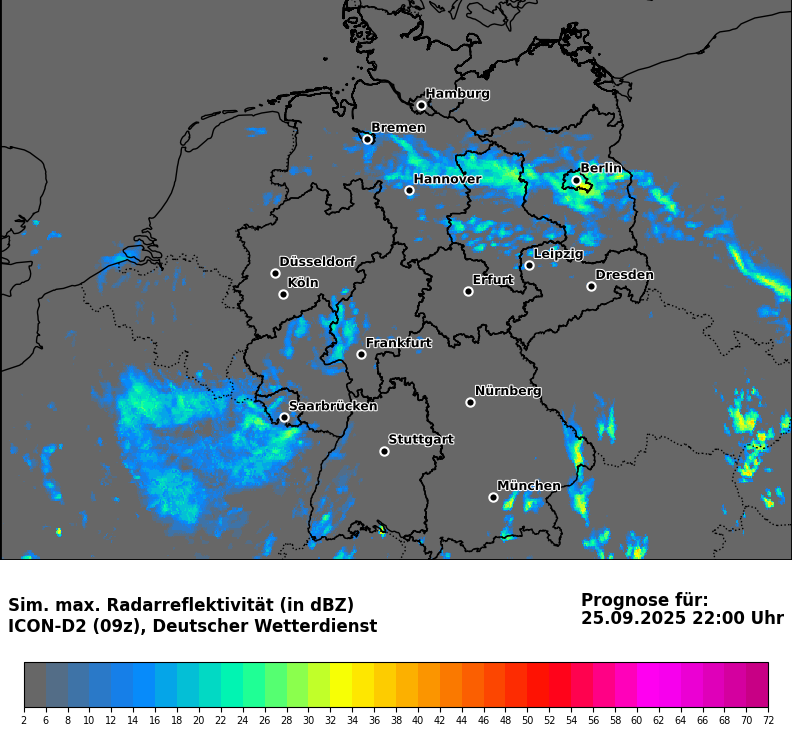 Hamburg
Bremen
Berlin
Hannover
Düsseldorf
Leipzig
Köln
Erfurt
Dresden
Frankfurt
Nürnberg
Saarbrücken
Stuttgart
München
Sim. max. Radarreflektivität (in dBZ)
ICON-D2 (09z), Deutscher Wetterdienst
Prognose für:
25.09.2025 22:00 Uhr
2 6 8 10 12 14 16 18 20 22 24 26 28 30 32 34 36 38 40 42 44 46 48 50 52 54 56 58 60 62 64 66 68 70 72